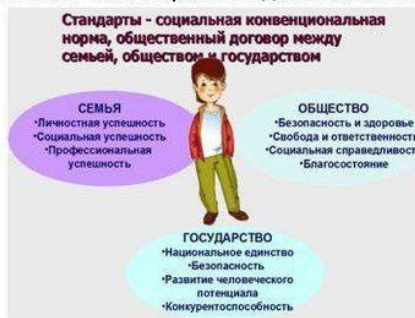 Стандарты - социальная конвенциональная
норма, общественный договор между
семьей, обществом и государством
СЕМЬЯ
•Личностная успешность
•Социальная успешность
•Профессиональная
успешность
ОБЩЕСТВО
•Безопасность и здоровье
•Свобода и ответственность
•Социальная справедливост
•Благосостояние
ГОСУДАРСТВО
•Национальное единство
•Безопасность
•Развитие человеческого
потенциала
•Конкурентоспособность